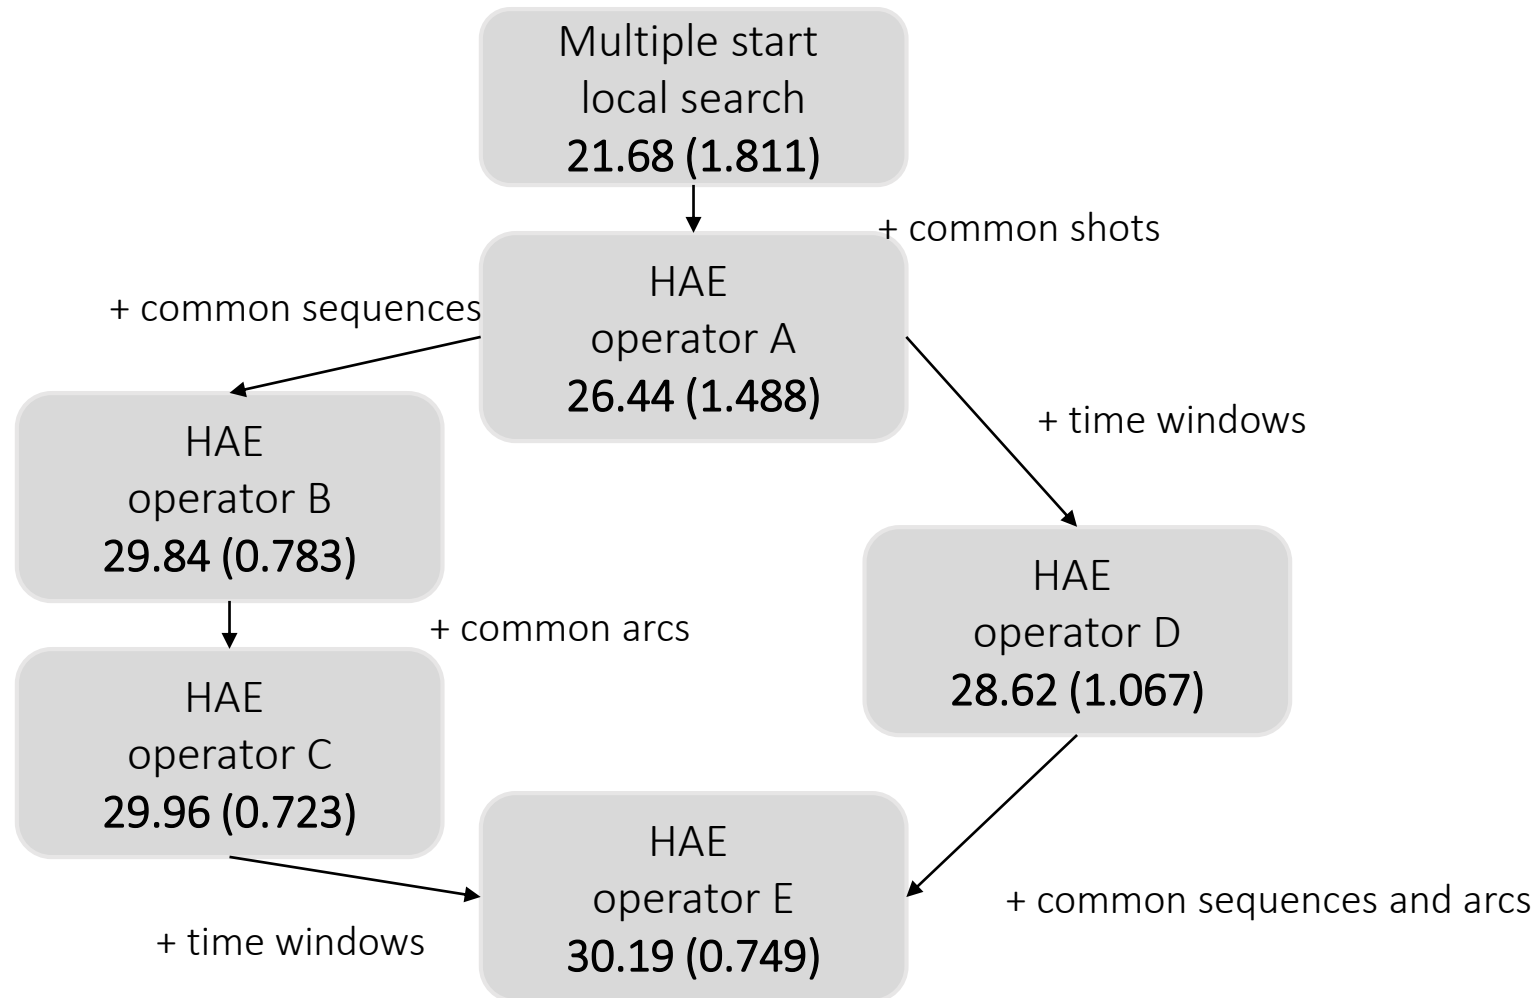 Multiple start
local search
21.68 (1.811)
+ common shots
HAE
operator A
26.44 (1.488)
+ common sequences
+ time windows
HAE
operator B
29.84 (0.783)
HAE
operator D
28.62 (1.067)
+ common arcs
HAE
operator C
29.96 (0.723)
HAE
operator E
30.19 (0.749)
+ time windows
+ common sequences and arcs